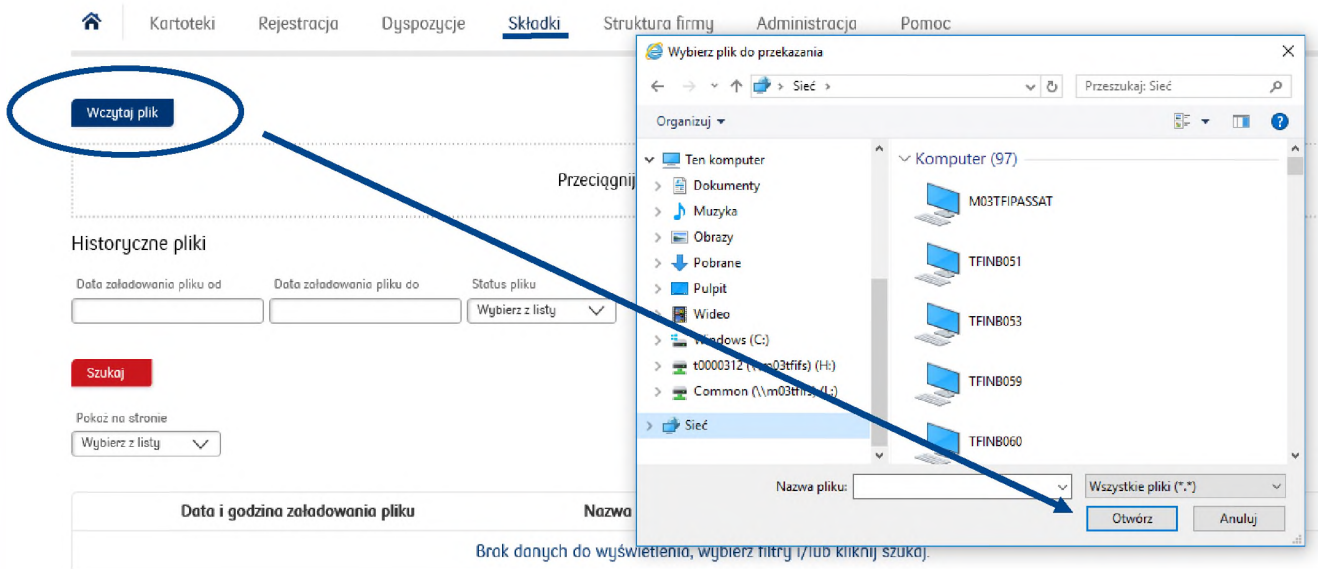 Kartoteki Rejestracja Dyspozycje Składki Struktura firmy Administracja Pomoc
Wczytaj plik
Przeciągnij
Historyczne pliki
Data załadowania pliku od Data załadowania pliku do Status pliku
Wybierz z listy
Szukaj
Pokaż na stronie
Wybierz z listy
Data i godzina załadowania pliku Nazwa
Brak danych do wyświetlenia, wybierz filtry i/lub kliknij szukaj.
Wybierz plik do przekazania
Sieć
Przeszukaj: Sieć
Organizuj
Ten komputer
Dokumenty
Muzyka
Obrazy
Pobrane
Pulpit
Wideo
Windows (C:)
t0000312 (\\m03tfifs) (H:)
Common (\\m03tfifs) (L:)
Sieć
Komputer (97)
M03TFIPASSAT
TFINB051
TFINB053
TFINB059
TFINB060
Nazwa pliku:
Wszystkie pliki (*.*)
Otwórz Anuluj